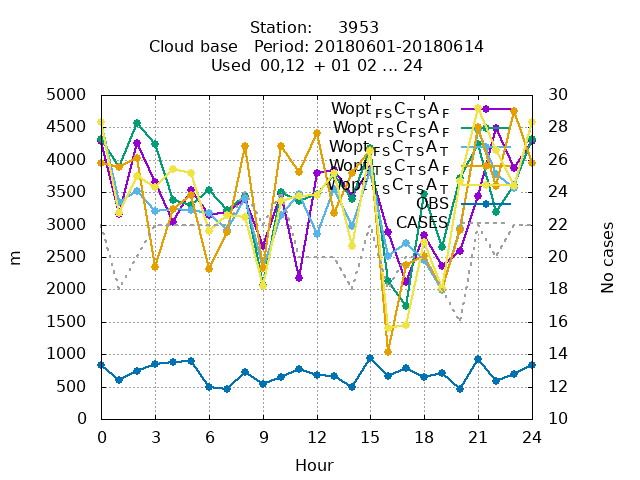 Station: 3953
Cloud base Period: 20180601-20180614
Used 00,12 + 01 02 ... 24
5000
4500
4000
3500
3000
2500
2000
1500
1000
500
0
m
30
28
26
24
22
20
18
16
14
12
10
No cases
Wopt FS C TS A F
Wopt FS C FS A F
Wopt FS C TS A T
Wopt FS C TS A F
Wopt FS C TS A T
OBS
CASES
0 3 6 9 12 15 18 21 24
Hour